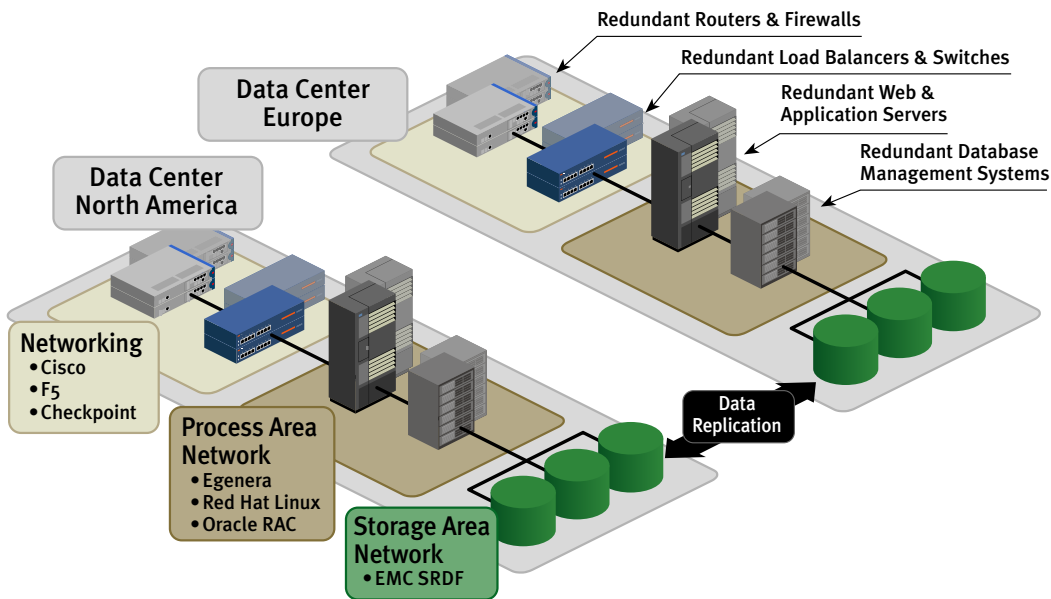 Redundant Routers & Firewalls
Redundant Load Balancers & Switches
Redundant Web &
Application Servers
Redundant Database
Management Systems
Data Center
Europe
Data Center
North America
Networking
• Cisco
• F5
• Checkpoint
Process Area
Network
• Egenera
• Red Hat Linux
• Oracle RAC
Storage Area
Network
• EMC SRDF
Data
Replication